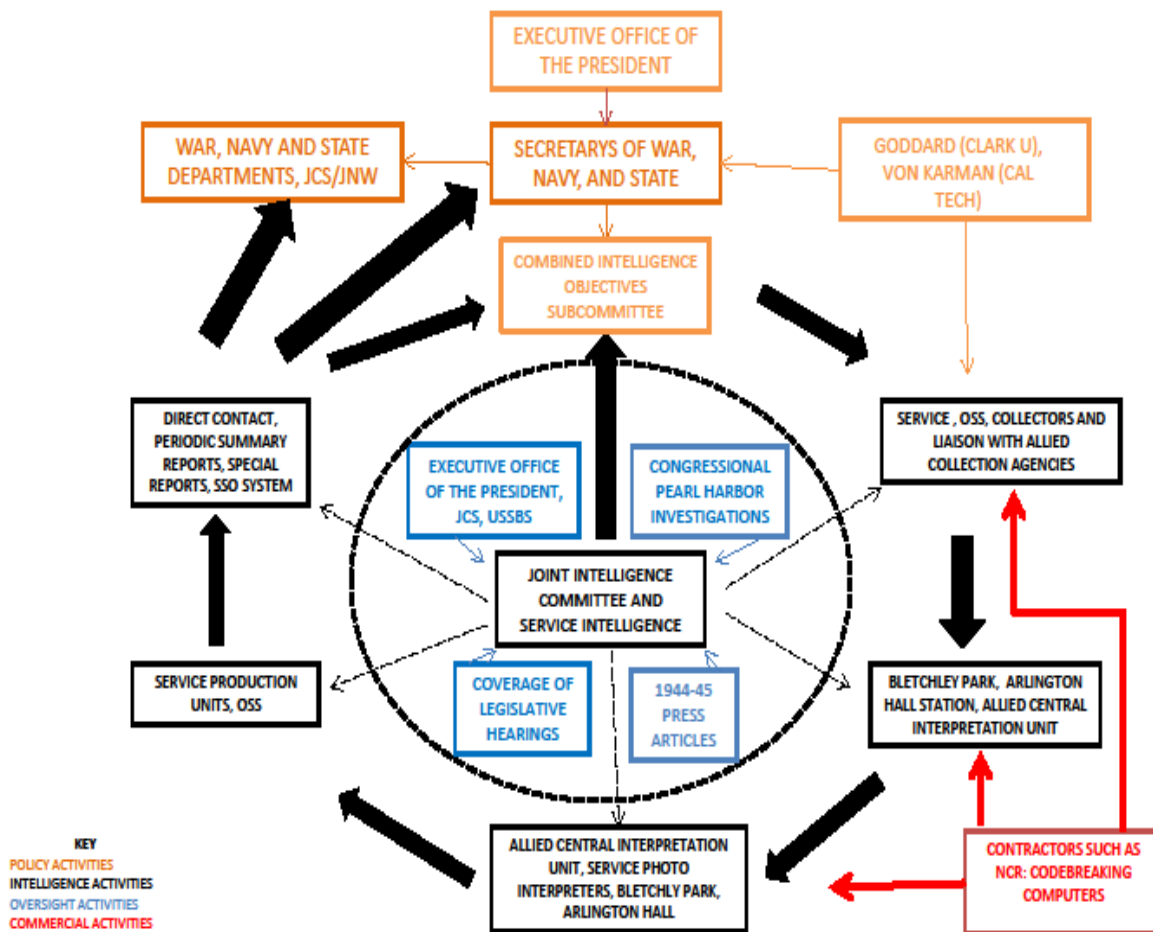 EXECUTIVE OFFICE OF
THE PRESIDENT
WAR, NAVY AND STATE
DEPARTMENTS, JCS/JNW
SECRETARYS OF WAR,
NAVY, AND STATE
GODDARD (CLARK U),
VON KARMAN (CAL
TECH)
COMBINED INTELLIGENCE
OBJECTIVES
SUBCOMMITTEE
DIRECT CONTACT,
PERIODIC SUMMARY
REPORTS, SPECIAL
REPORTS, SSO SYSTEM
EXECUTIVE OFFICE
OF THE PRESIDENT,
JCS, USSBS
CONGRESSIONAL
PEARL HARBOR
INVESTIGATIONS
SERVICE , OSS, COLLECTORS AND
LIAISON WITH ALLIED
COLLECTION AGENCIES
JOINT INTELLIGENCE
COMMITTEE AND
SERVICE INTELLIGENCE
SERVICE PRODUCTION
UNITS, OSS
COVERAGE OF
LEGISLATIVE
HEARINGS
1944-45
PRESS
ARTICLES
BLETCHLEY PARK, ARLINGTON
HALL STATION, ALLIED CENTRAL
INTERPRETATION UNIT
ALLIED CENTRAL INTERPRETATION
UNIT, SERVICE PHOTO
INTERPRETERS, BLETCHLY PARK,
ARLINGTON HALL
CONTRACTORS SUCH AS
NCR: CODEBREAKING
COMPUTERS
KEY
POLICY ACTIVITIES
INTELLIGENCE ACTIVITIES
OVERSIGHT ACTIVITIES
COMMERCIAL ACTIVITIES